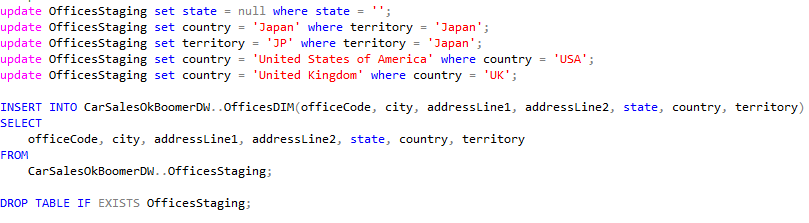 update OfficesStaging set state = null where state = '';
update OfficesStaging set country = 'Japan' where territory = 'Japan';
update OfficesStaging set territory = 'JP' where territory = 'Japan';
update OfficesStaging set country = 'United States of America' where country = 'USA';
update OfficesStaging set country = 'United Kingdom' where country = 'UK';
INSERT INTO CarSalesOkBoomerDW..OfficesDIM(officeCode, city, addressLine1, addressLine2, state, country, territory)
SELECT
officeCode, city, addressLine1, addressLine2, state, country, territory
FROM
CarSalesOkBoomerDW..OfficesStaging;
DROP TABLE IF EXISTS OfficesStaging;